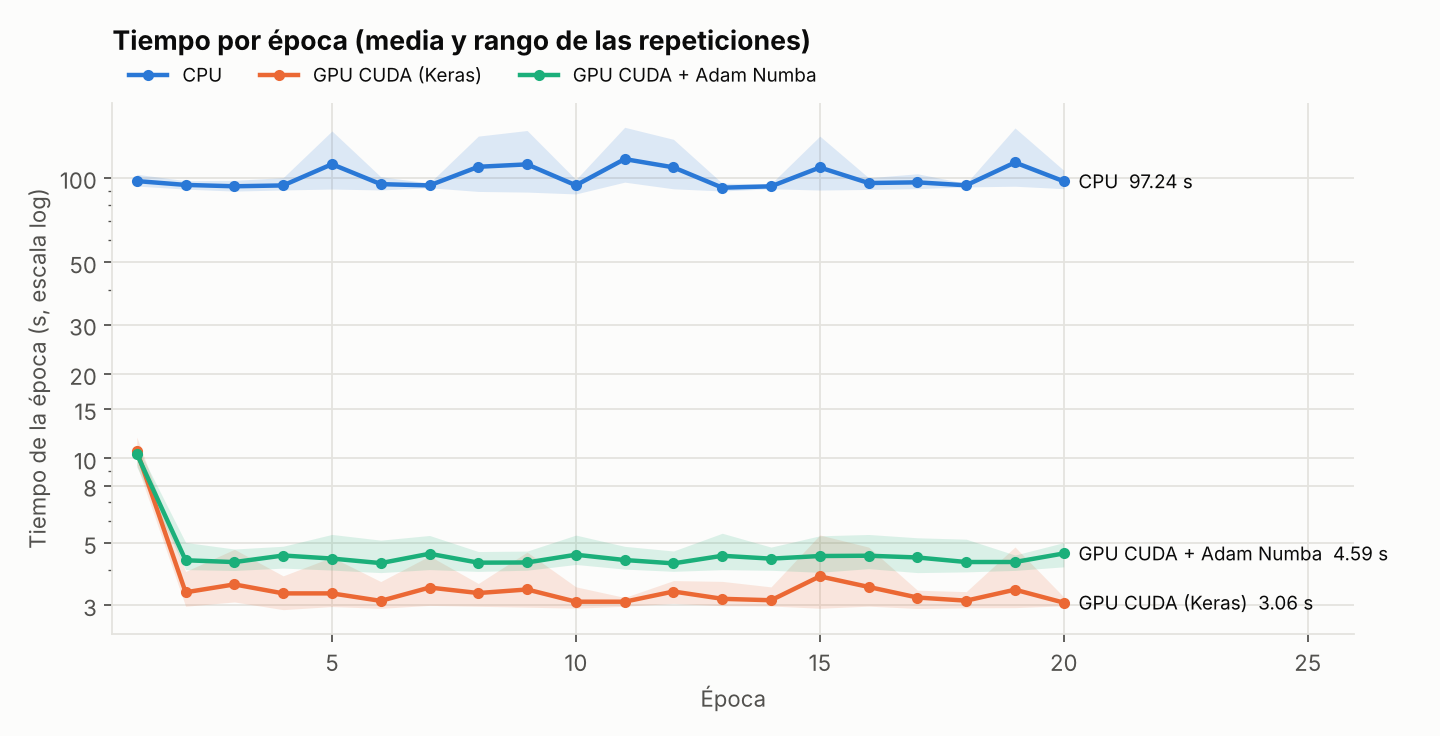 Tiempo por época (media y rango de las repeticiones)
CPU GPU CUDA (Keras) GPU CUDA + Adam Numba
Tiempo de la época (s, escala log)
100
50
30
20
15
10
8
5
3
CPU 97.24 s
GPU CUDA + Adam Numba 4.59 s
GPU CUDA (Keras) 3.06 s
5 10 15 20 25
Época